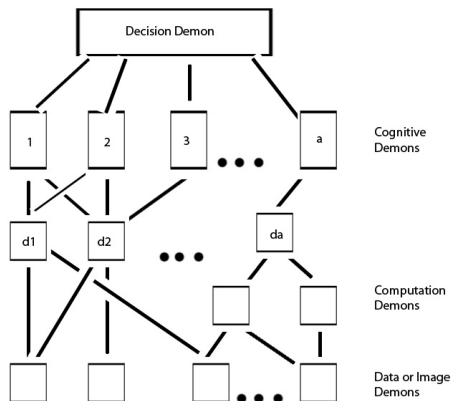 Decision Demon
1
2
3
a
Cognitive
Demons
d1
d2
da
Computation
Demons
Data or Image
Demons